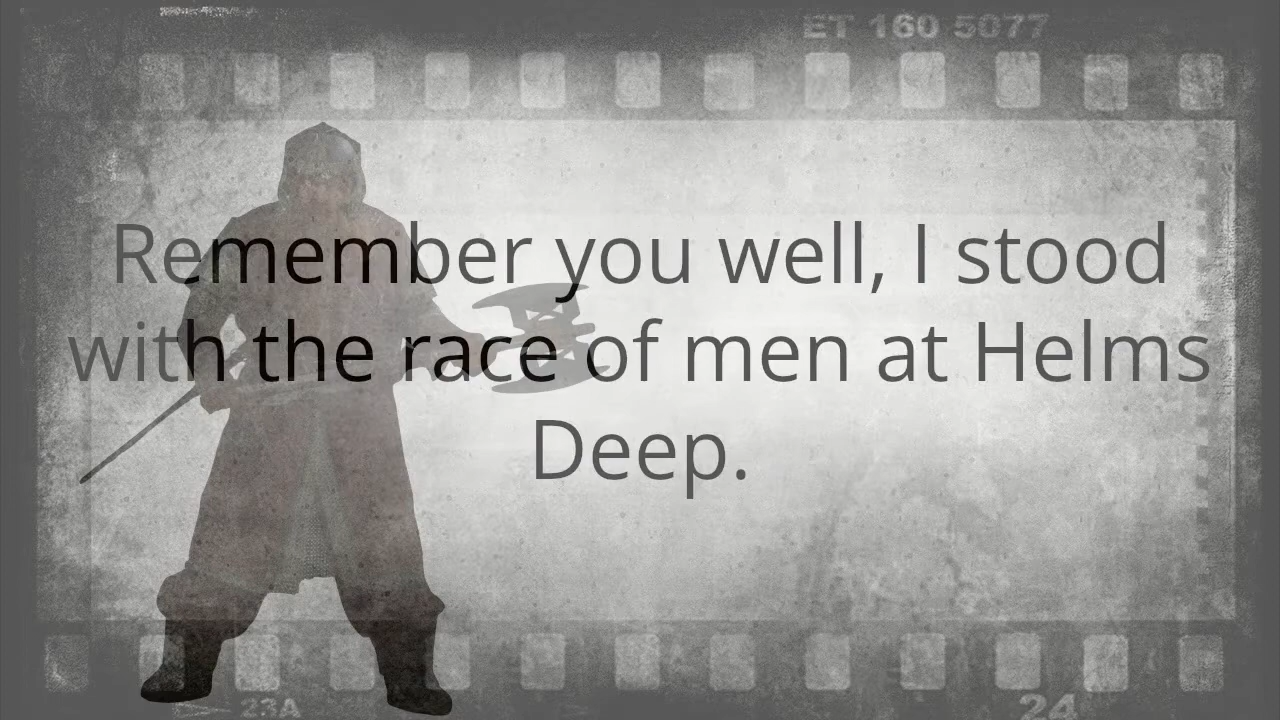 ET 160 5077
Remember you well, I stood
with the race of men at Helms
Deep.
23A
24